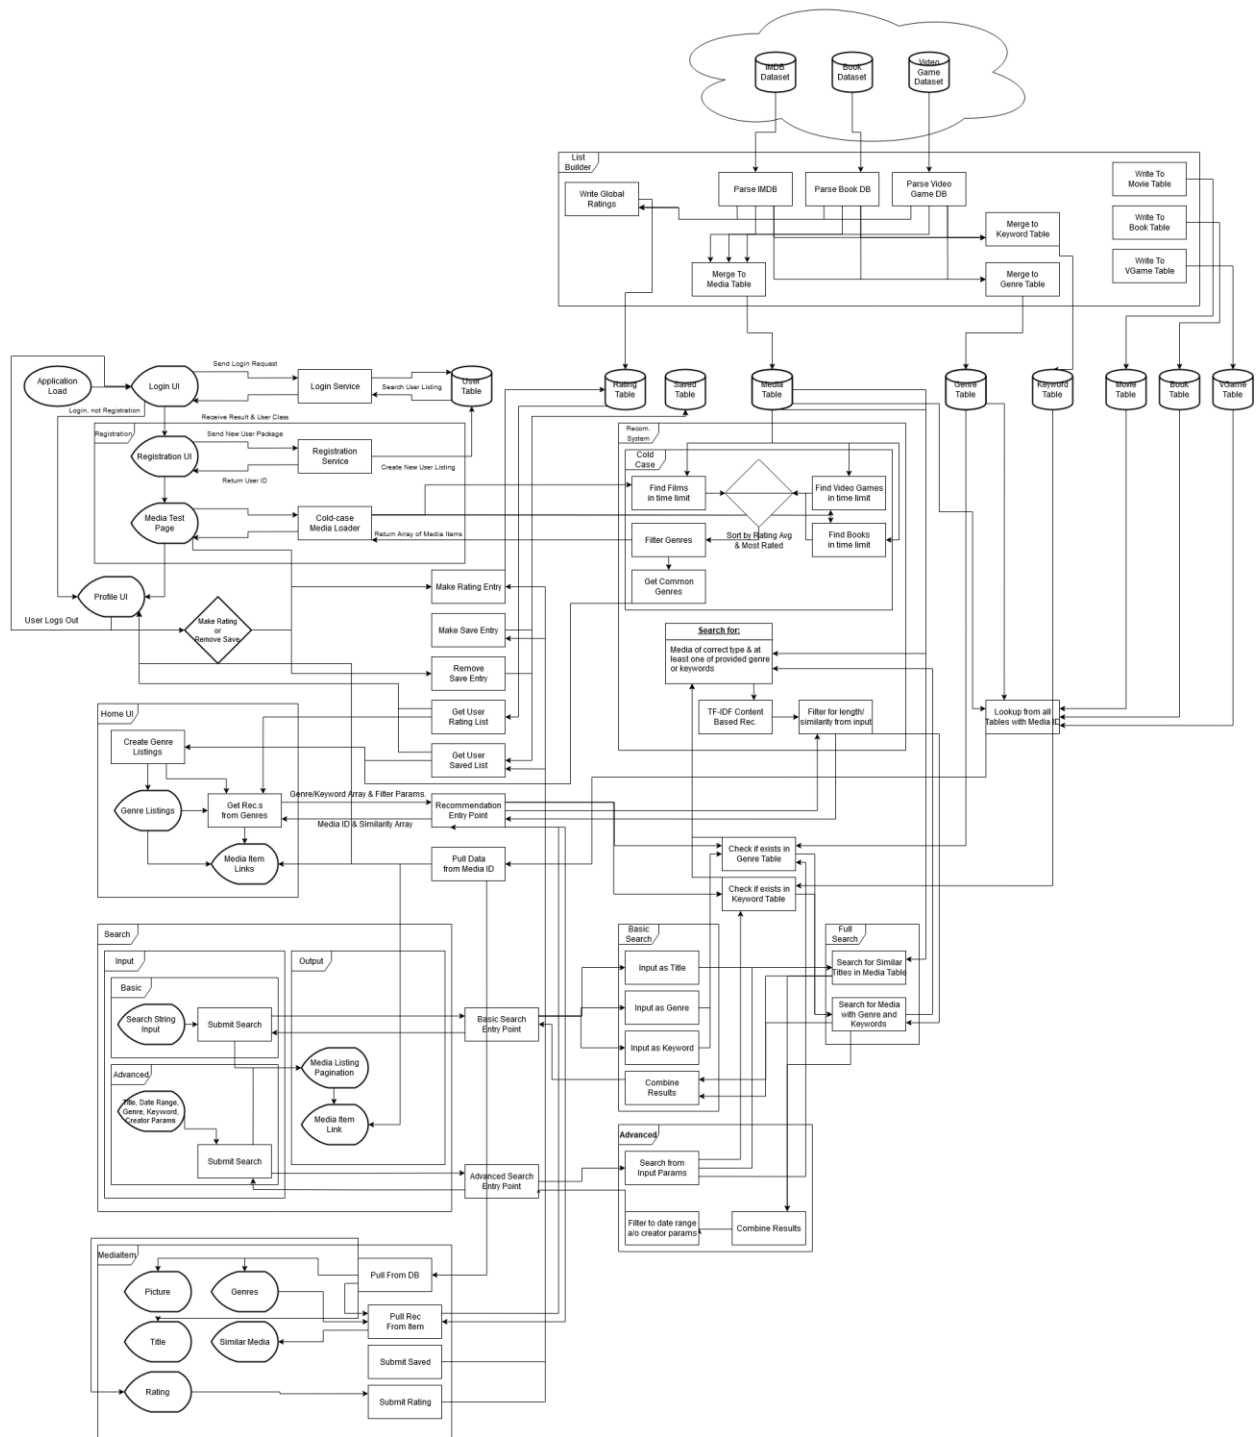 IMDB
Dataset
Book
Dataset
Video
Game
Dataset
List
Builder
Write Global
Ratings
Parse IMDB
Parse Book DB
Parse Video
Game DB
Write To
Movie Table
Merge to
Keyword Table
Write To
Book Table
Merge To
Media Table
Merge to
Genre Table
Write To
VGame Table
Application
Load
Login UI
Send Login Request
Login Service
Search User Listing
User
Table
Rating
Table
Saved
Table
Media
Table
Genre
Table
Keyword
Table
Movie
Table
Book
Table
VGame
Table
Login, not Registration
Receive Result & User Class
Registration
Send New User Package
Registration UI
Registration
Service
Create New User Listing
Return User ID
Recom.
System
Cold
Case
Find Films
in time limit
Find Video Games
in time limit
Media Test
Page
Cold-case
Media Loader
Return Array of Media Items
Filter Genres
Sort by Rating Avg
& Most Rated
Find Books
in time limit
Get Common
Genres
Profile UI
Make Rating Entry
User Logs Out
Make Rating
or
Remove Save
Make Save Entry
Search for:
Media of correct type & at
least one of provided genre
or keywords
Remove
Save Entry
Home UI
Get User
Rating List
TF-IDF Content
Based Rec.
Filter for length/
similarity from input
Lookup from all
Tables with Media ID
Create Genre
Listings
Get User
Saved List
Genre Listings
Get Rec.s
from Genres
Genre/Keyword Array & Filter Params.
Recommendation
Entry Point
Media ID & Similarity Array
Media Item
Links
Pull Data
from Media ID
Check if exists in
Genre Table
Check if exists in
Keyword Table
Search
Input
Output
Basic
Search
Full
Search
Basic
Input as Title
Search for Similar
Titles in Media Table
Search String
Input
Submit Search
Basic Search
Entry Point
Input as Genre
Search for Media
with Genre and
Keywords
Input as Keyword
Media Listing
Pagination
Advanced
Combine
Results
Title, Date Range,
Genre, Keyword,
Creator Params
Media Item
Link
Advanced
Submit Search
Advanced Search
Entry Point
Search from
Input Params
Filter to date range
a/o creator params
Combine Results
MediaItem
Picture
Genres
Pull From DB
Title
Similar Media
Pull Rec
From Item
Submit Saved
Rating
Submit Rating